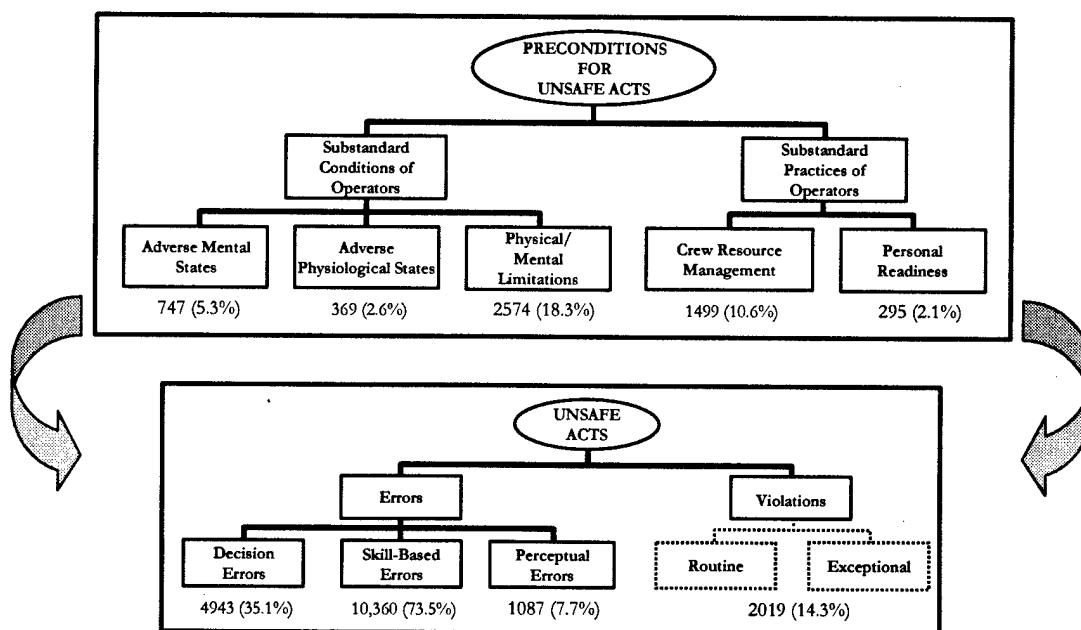 PRECONDITIONS
FOR
UNSAFE ACTS
Substandard
Conditions of
Operators
Substandard
Practices of
Operators
Adverse Mental
States
Adverse
Physiological States
Physical/
Mental
Limitations
Crew Resource
Management
Personal
Readiness
747 (5.3%)
369 (2.6%)
2574 (18.3%)
1499 (10.6%)
295 (2.1%)
UNSAFE
ACTS
Errors
Violations
Decision
Errors
Skill-Based
Errors
Perceptual
Errors
Routine
Exceptional
4943 (35.1%)
10,360 (73.5%)
1087 (7.7%)
2019 (14.3%)